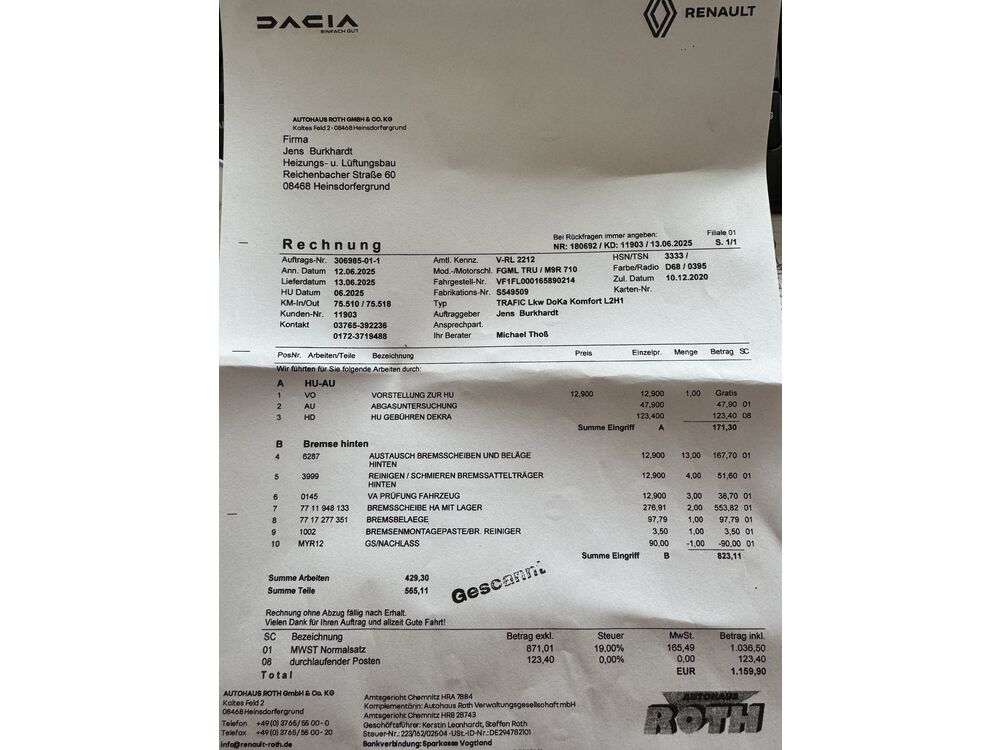 DACIA
EINFACH GUT
RENAULT
AUTOHAUS ROTH GMBH & CO. KG
Kaltes Feld 2 - 08468 Heinsdorfergrund
Firma
Jens Burkhardt
Heizungs- u. Lüftungsbau
Reichenbacher Straße 60
08468 Heinsdorfergrund
Bei Rückfragen immer angeben: Filiale 01
Rechnung NR: 180692 / KD: 11903 / 13.06.2025 S. 1/1
Auftrags-Nr. 306985-01-1 Amtl. Kennz. V-RL 2212 HSN/TSN 3333 /
Ann. Datum 12.06.2025 Mod.-/Motorschl. FGML TRU / M9R 710 Farbe/Radio D68 / 0395
Lieferdatum 13.06.2025 Fahrgestell-Nr. VF1FL000165890214 Zul. Datum 10.12.2020
HU Datum 06.2025 Fabrikations-Nr. S549509 Karten-Nr.
KM-In/Out 75.510 / 75.518 Typ TRAFIC Lkw DoKa Komfort L2H1
Kunden-Nr. 11903 Auftraggeber Jens Burkhardt
Kontakt 03765-392236 Ansprechpart.
0172-3719488 Ihr Berater Michael Thoß
PosNr. Arbeiten/Teile Bezeichnung Preis Einzelpr. Menge Betrag SC
Wir führten für Sie folgende Arbeiten durch:
A HU-AU
1 VO VORSTELLUNG ZUR HU 12,900 12,900 1,00 Gratis
2 AU ABGASUNTERSUCHUNG 47,900 47,90 01
3 HD HU GEBÜHREN DEKRA 123,400 123,40 08
Summe Eingriff A 171,30
B Bremse hinten
4 6287 AUSTAUSCH BREMSSCHEIBEN UND BELÄGE 12,900 13,00 167,70 01
HINTEN
5 3999 REINIGEN / SCHMIEREN BREMSSATTELTRÄGER 12,900 4,00 51,60 01
HINTEN
6 0145 VA PRÜFUNG FAHRZEUG 12,900 3,00 38,70 01
7 77 11 948 133 BREMSSCHEIBE HA MIT LAGER 276,91 2,00 553,82 01
8 77 17 277 351 BREMSBELAEGE 97,79 1,00 97,79 01
9 1002 BREMSENMONTAGEPASTE/BR. REINIGER 3,50 1,00 3,50 01
10 MYR12 GS/NACHLASS 90,00 -1,00 -90,00 01
Summe Eingriff B 823,11
Summe Arbeiten 429,30
Summe Teile 565,11
Gescannt
Rechnung ohne Abzug fällig nach Erhalt.
Vielen Dank für Ihren Auftrag und allzeit Gute Fahrt!
SC Bezeichnung Betrag exkl. Steuer MwSt. Betrag inkl.
01 MWST Normalsatz 871,01 19,00% 165,49 1.036,50
08 durchlaufender Posten 123,40 0,00% 0,00 123,40
Total EUR 1.159,90
AUTOHAUS ROTH GmbH & Co. KG
Kaltes Feld 2
08468 Heinsdorfergrund
Telefon +49(0) 3765/ 55 00 - 0
Telefax +49(0) 3765/ 55 00 - 20
info@renault-roth.de
Amtsgericht Chemnitz HRA 7884
Komplementärin: Autohaus Roth Verwaltungsgesellschaft mbH
Amtsgericht Chemnitz HRB 28743
Geschäftsführer: Kerstin Leonhardt, Steffen Roth
Steuer-Nr.: 223/162/02504 - USt.-ID-Nr.: DE294782101
Bankverbindung: Sparkasse Vogtland
AUTOHAUS
ROTH